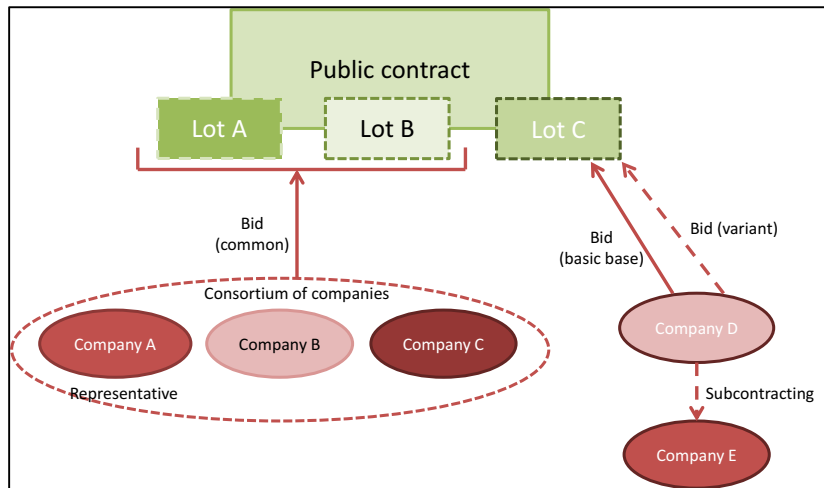 Public contract
Lot A
Lot B
Lot C
Bid
(common)
Bid
(basic base)
Bid (variant)
Consortium of companies
Company A
Company B
Company C
Representative
Company D
Subcontracting
Company E